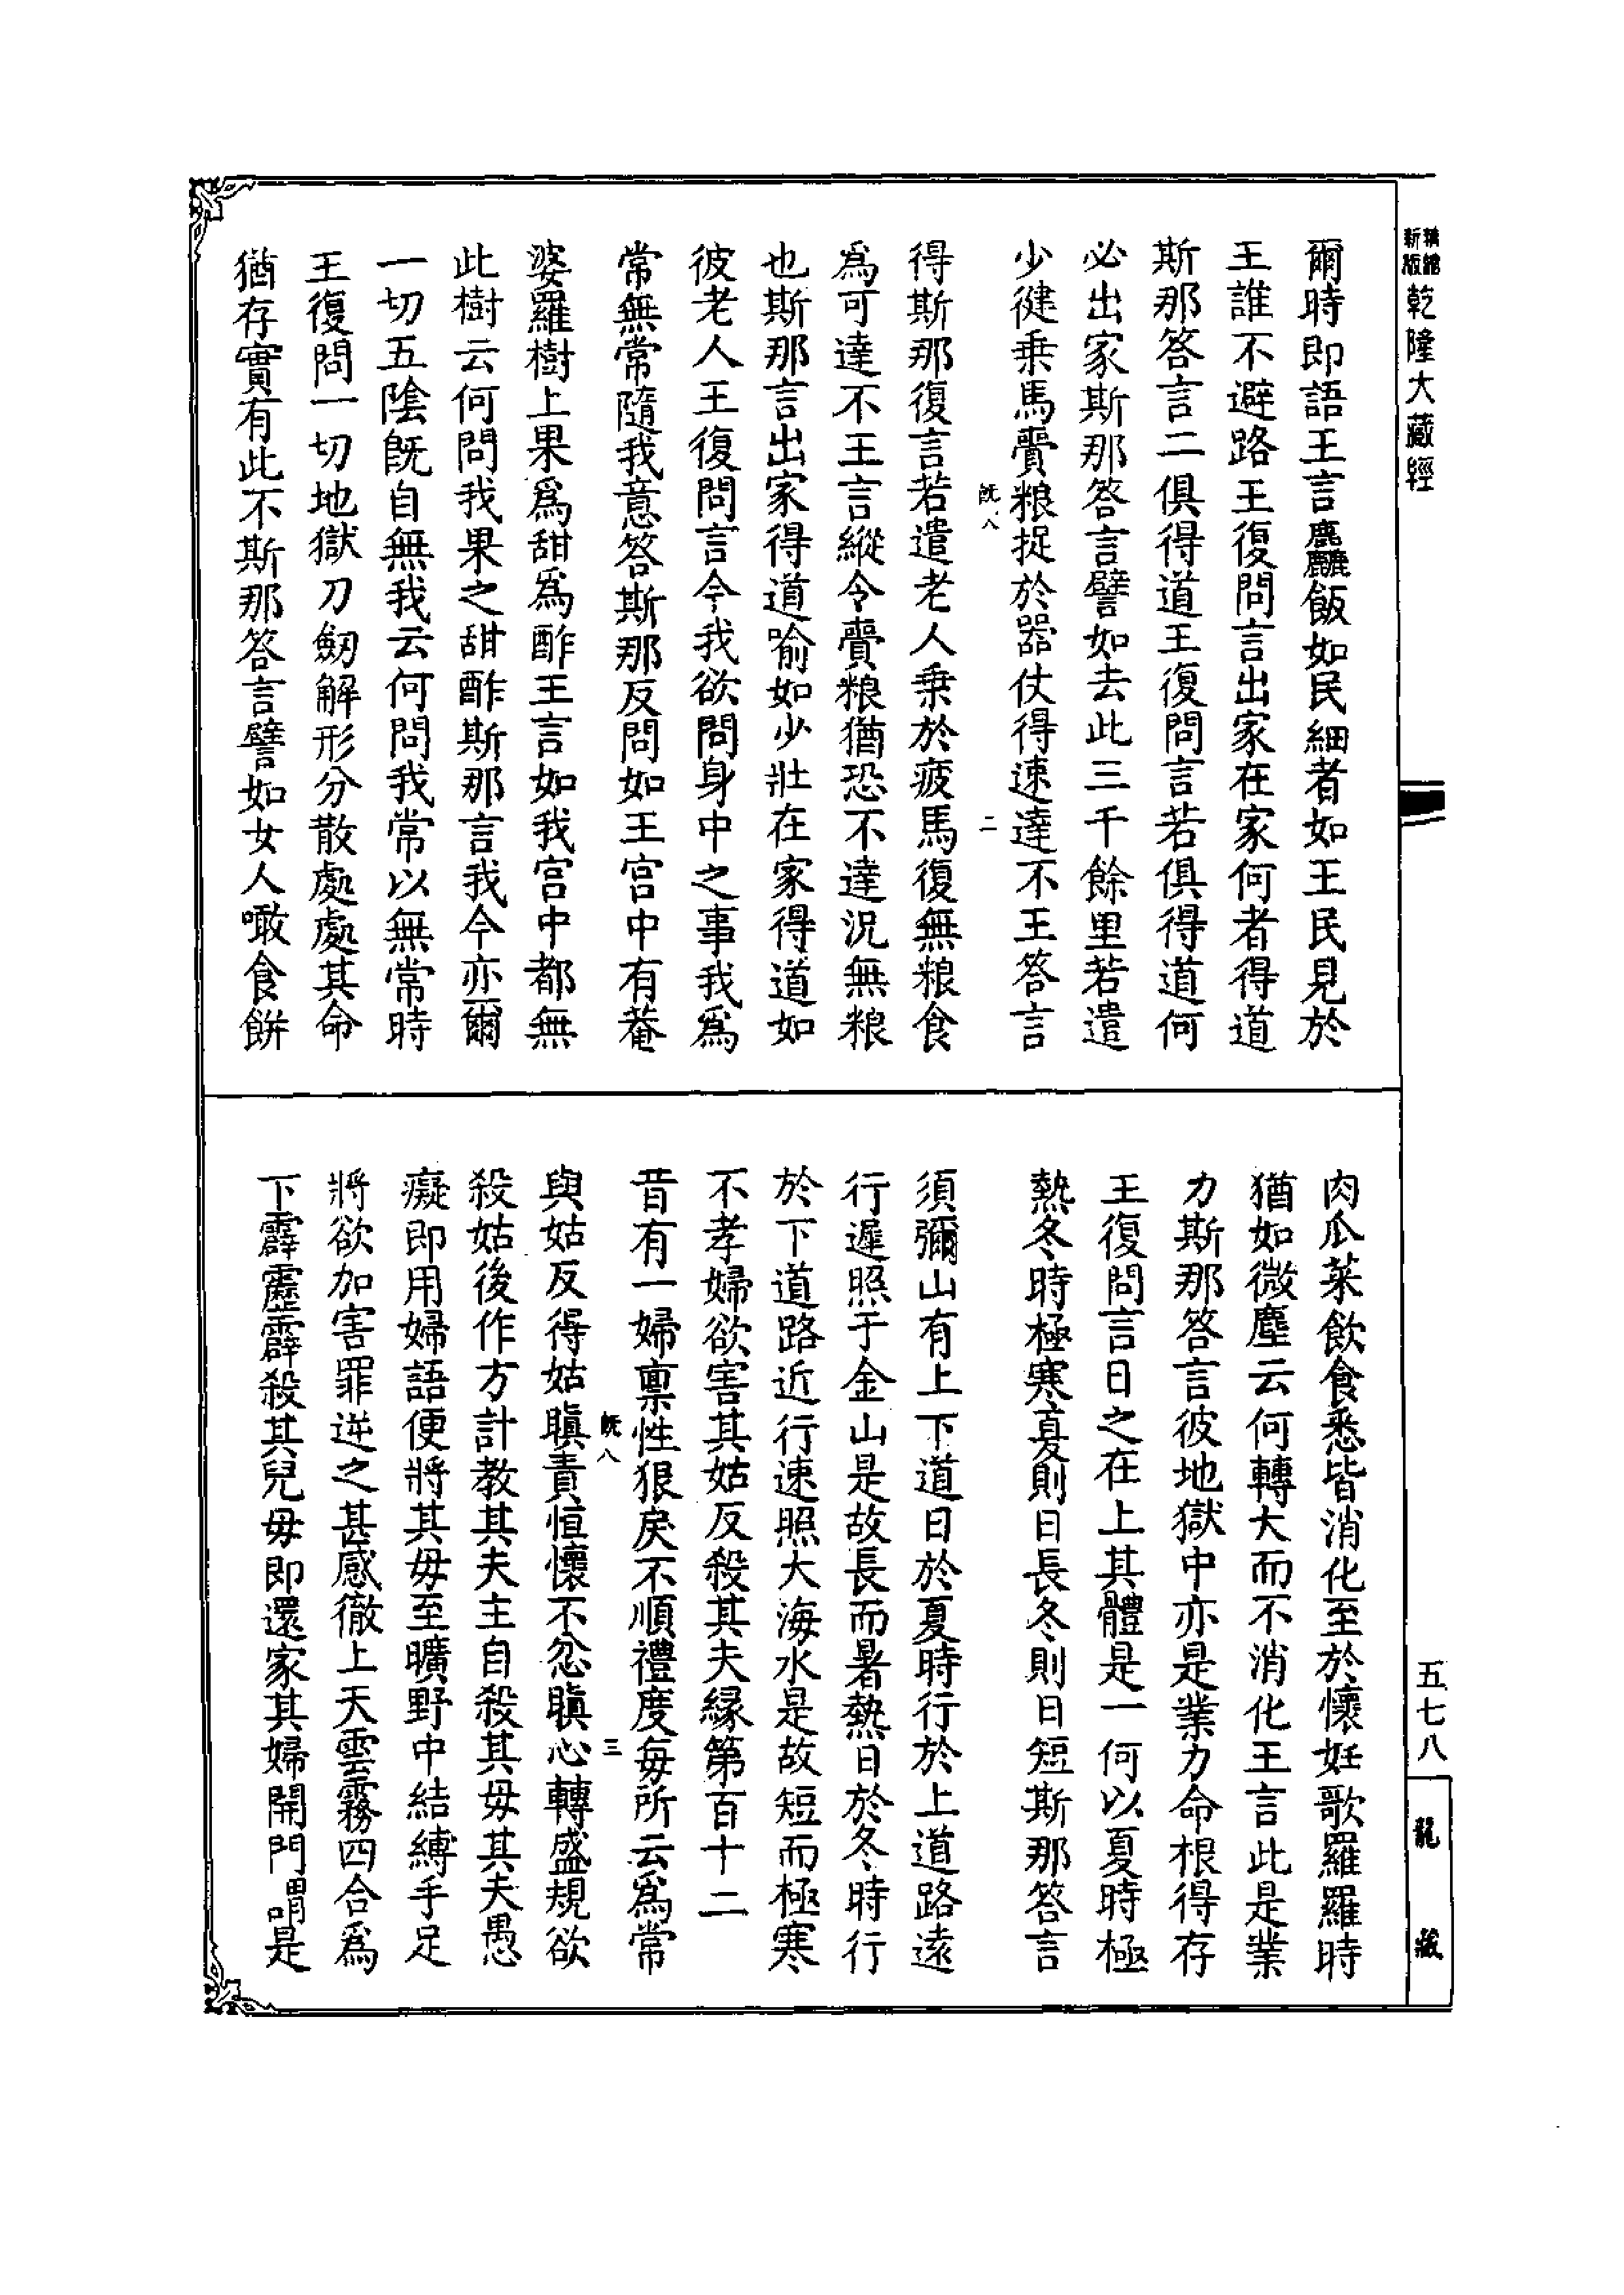 乾隆大藏經
爾時即語王言麤飯如民細者如王民見於
王誰不避路王復問言出家在家何者得道
斯那答言二俱得道王復問言若俱得道何
必出家斯那答言譬如去此三千餘里若遣
少徤乗馬賷粮捉於器仗得速達不王答言
既八 二
得斯那復言若遣老人乗於疲馬復無粮食
爲可達不王言縱令賷粮猶恐不達況無粮
也斯那言出家得道喻如少壯在家得道如
彼老人王復問言今我欲問身中之事我爲
常無常隨我意答斯那反問如王宫中有菴
婆羅樹上果爲甜爲酢王言如我宫中都無
此樹云何問我果之甜酢斯那言我今亦爾
一切五隂旣自無我云何問我常以無常時
王復問一切地獄刀劒解形分散處處其命
猶存實有此不斯那答言譬如女人噉食餅
肉瓜菜飲食悉皆消化至於懷妊歌羅羅時
猶如微塵云何轉大而不消化王言此是業
力斯那答言彼地獄中亦是業力命根得存
王復問言日之在上其體是一何以夏時極
熱冬時極寒夏則日長冬則日短斯那答言
須彌山有上下道日於夏時行於上道路遠
行遲照于金山是故長而暑熱日於冬時行
於下道路近行速照大海水是故短而極寒
不孝婦欲害其姑反殺其夫緣第百十二
昔有一婦禀性狠戾不順禮度每所云爲常
既八 三
與姑反得姑瞋責恒懷不忿瞋心轉盛規欲
殺姑後作方計教其夫主自殺其母其夫愚
癡即用婦語便將其母至曠野中結縛手足
將欲加害罪逆之甚感徹上天雲霧四合爲
下霹靂霹殺其兒母即還家其婦開門謂是
五七八
龍藏